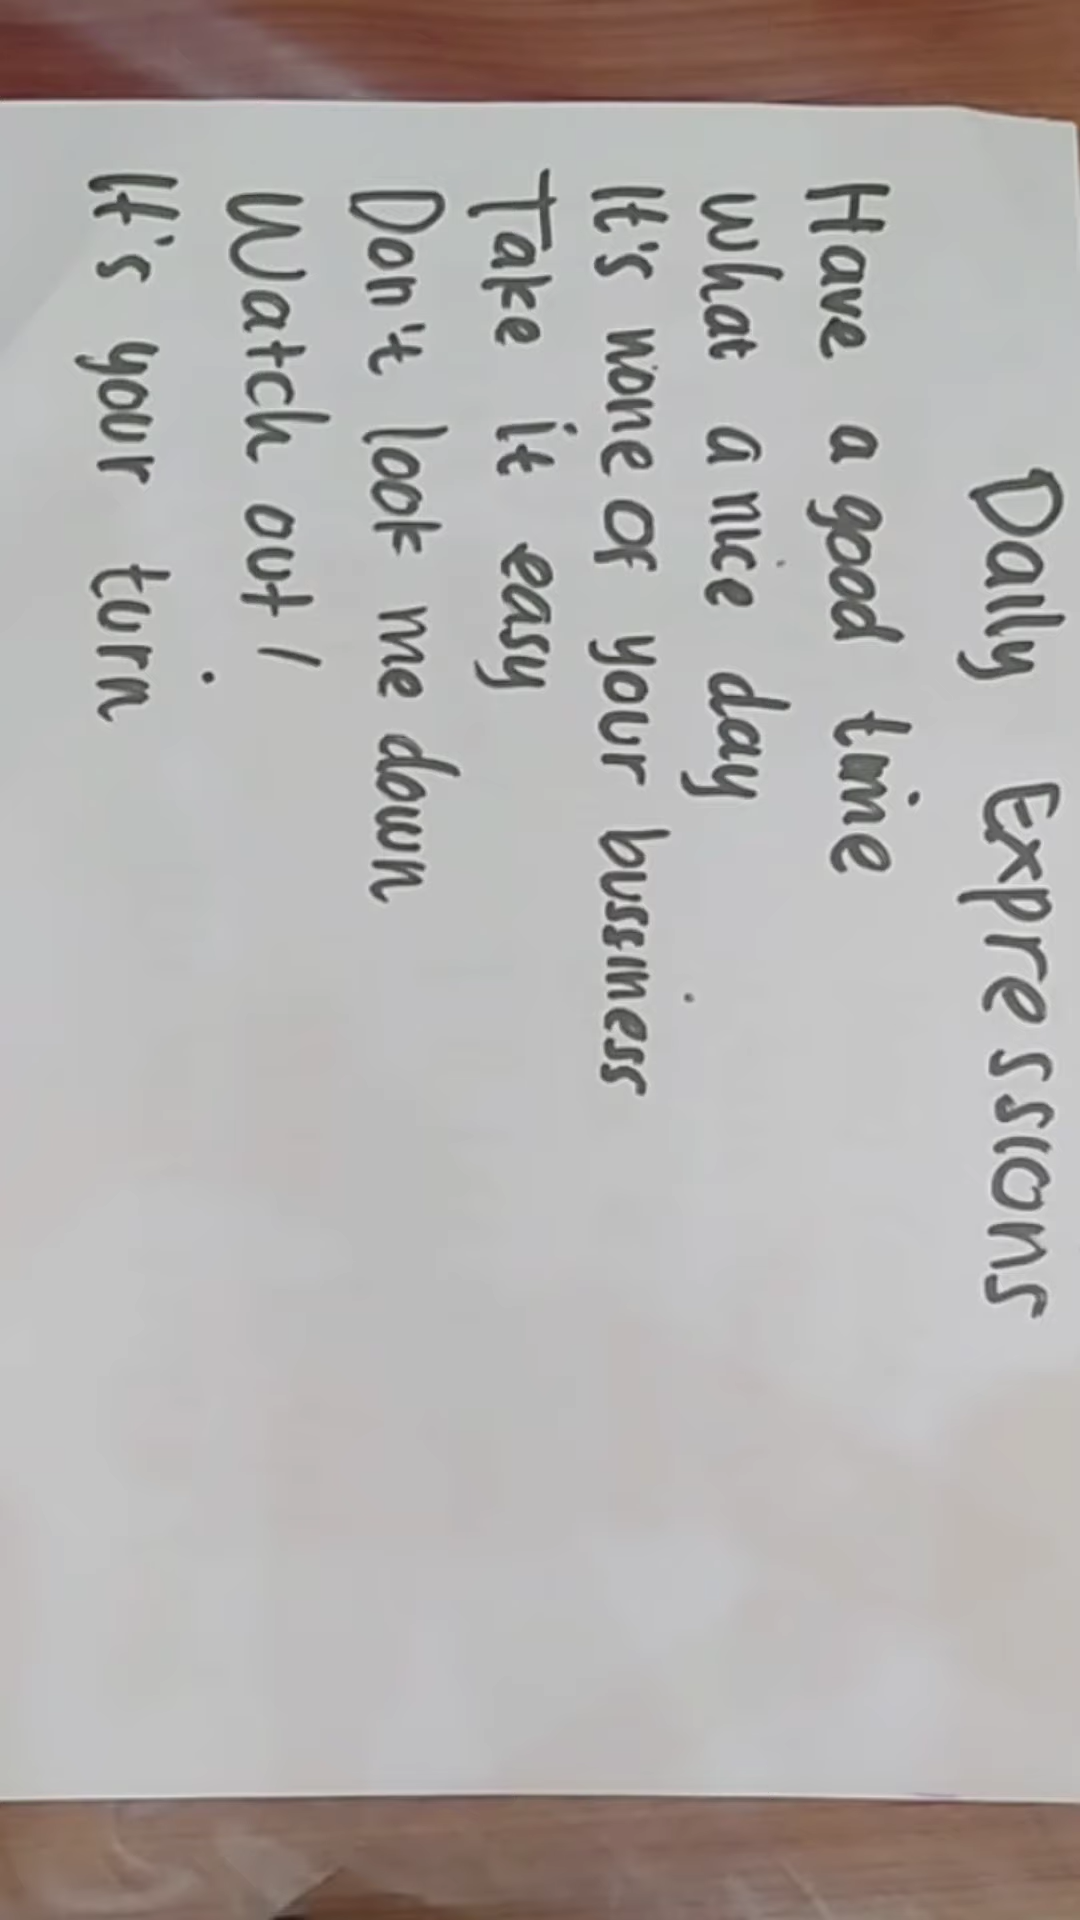 Daily Expressions
Have a good time
what a nice day
It's none of your bussiness
Take it easy
Don't look me down
Watch out!
It's your turn